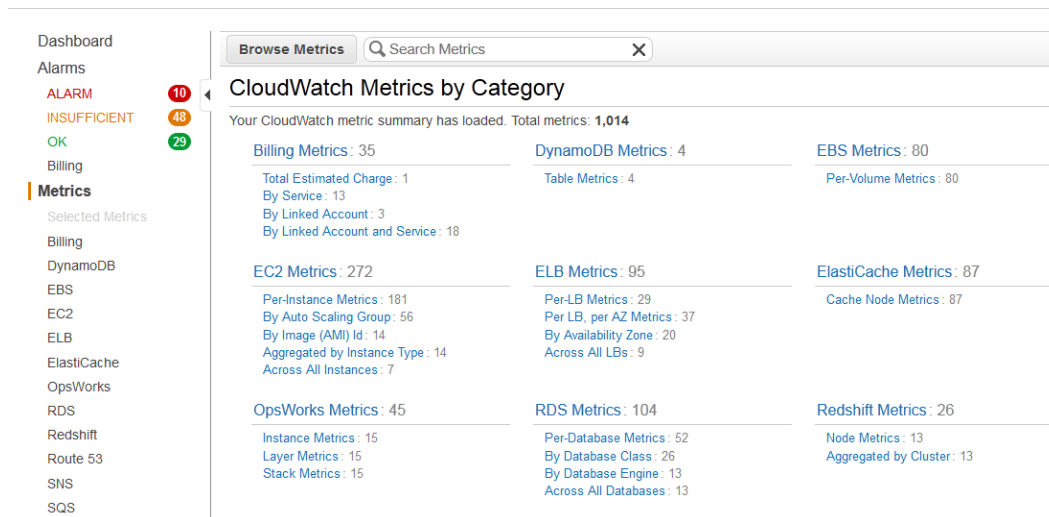 Dashboard
Alarms
ALARM 10
INSUFFICIENT 48
OK 29
Billing
Metrics
Selected Metrics
Billing
DynamoDB
EBS
EC2
ELB
ElastiCache
OpsWorks
RDS
Redshift
Route 53
SNS
SQS
Browse Metrics Search Metrics
CloudWatch Metrics by Category
Your CloudWatch metric summary has loaded. Total metrics: 1,014
Billing Metrics: 35
Total Estimated Charge: 1
By Service: 13
By Linked Account: 3
By Linked Account and Service: 18
DynamoDB Metrics: 4
Table Metrics: 4
EBS Metrics: 80
Per-Volume Metrics: 80
EC2 Metrics: 272
Per-Instance Metrics: 181
By Auto Scaling Group: 56
By Image (AMI) Id: 14
Aggregated by Instance Type: 14
Across All Instances: 7
ELB Metrics: 95
Per-LB Metrics: 29
Per LB, per AZ Metrics: 37
By Availability Zone: 20
Across All LBs: 9
ElastiCache Metrics: 87
Cache Node Metrics: 87
OpsWorks Metrics: 45
Instance Metrics: 15
Layer Metrics: 15
Stack Metrics: 15
RDS Metrics: 104
Per-Database Metrics: 52
By Database Class: 26
By Database Engine: 13
Across All Databases: 13
Redshift Metrics: 26
Node Metrics: 13
Aggregated by Cluster: 13